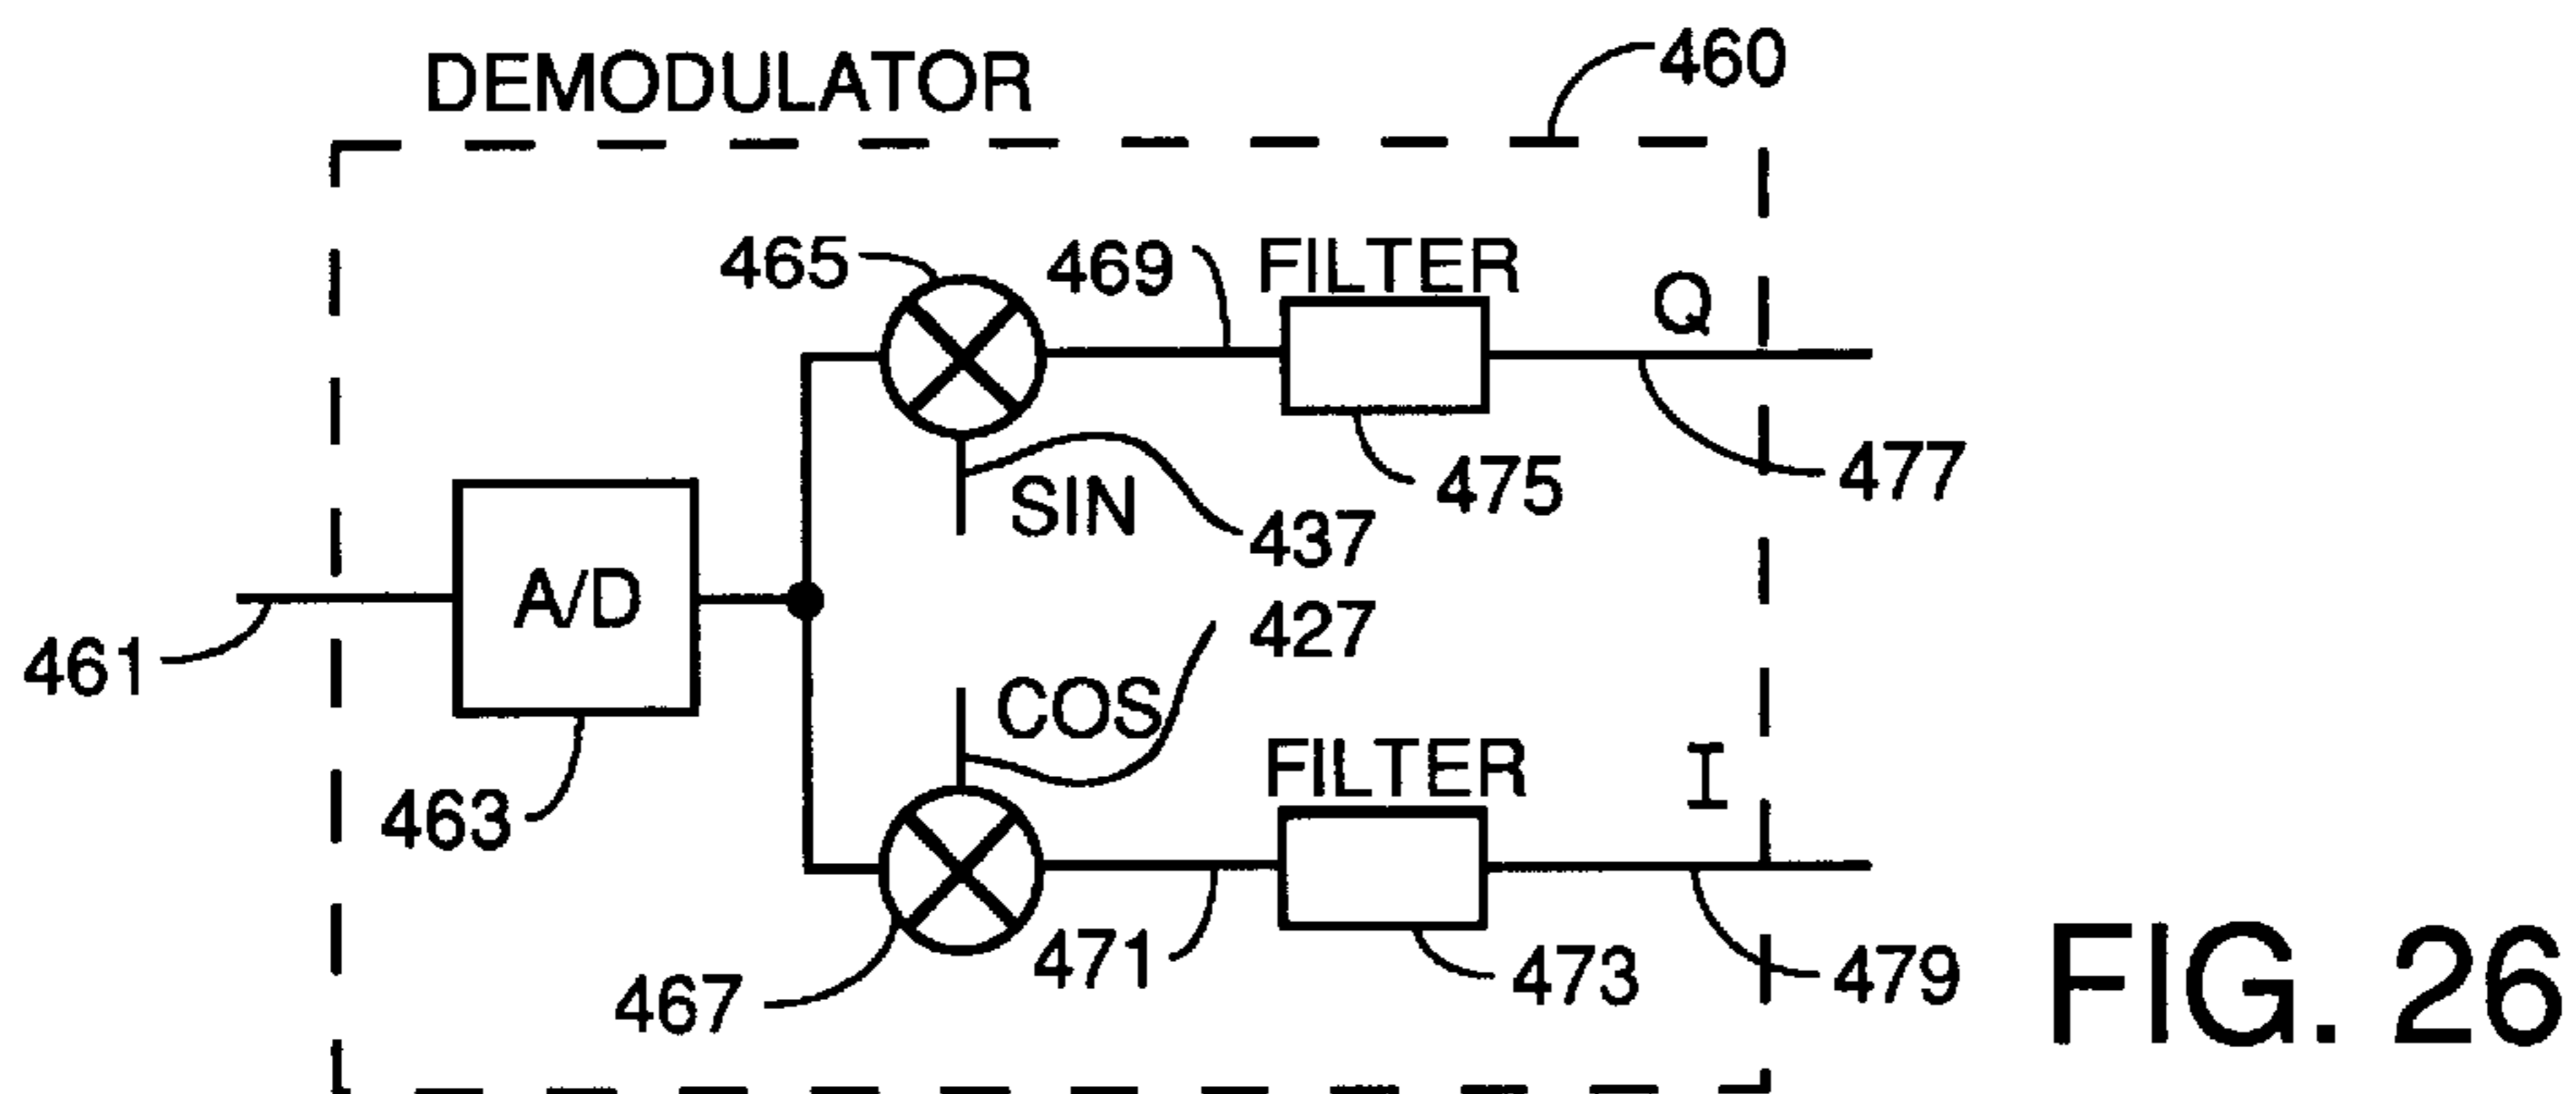 DEMODULATOR
460
465
469
FILTER
Q
SIN
437
475
477
A/D
461
463
427
COS
FILTER
I
467
471
473
479
FIG. 26